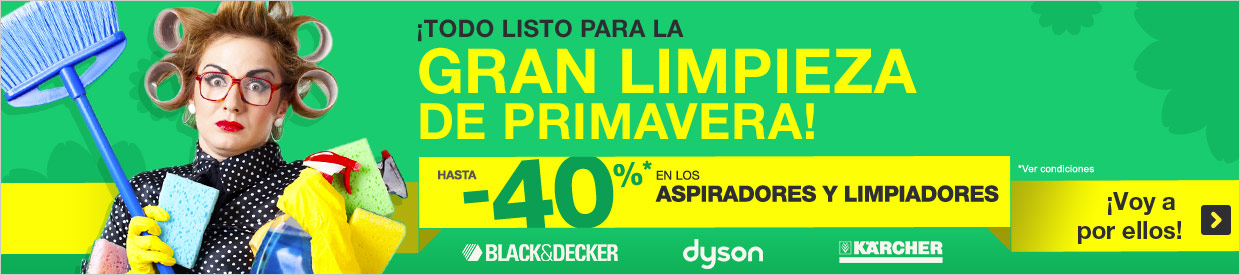 ¡TODO LISTO PARA LA
GRAN LIMPIEZA
DE PRIMAVERA!
HASTA -40%* EN LOS
ASPIRADORES Y LIMPIADORES
*Ver condiciones
¡Voy a
por ellos!
BLACK&DECKER dyson KÄRCHER